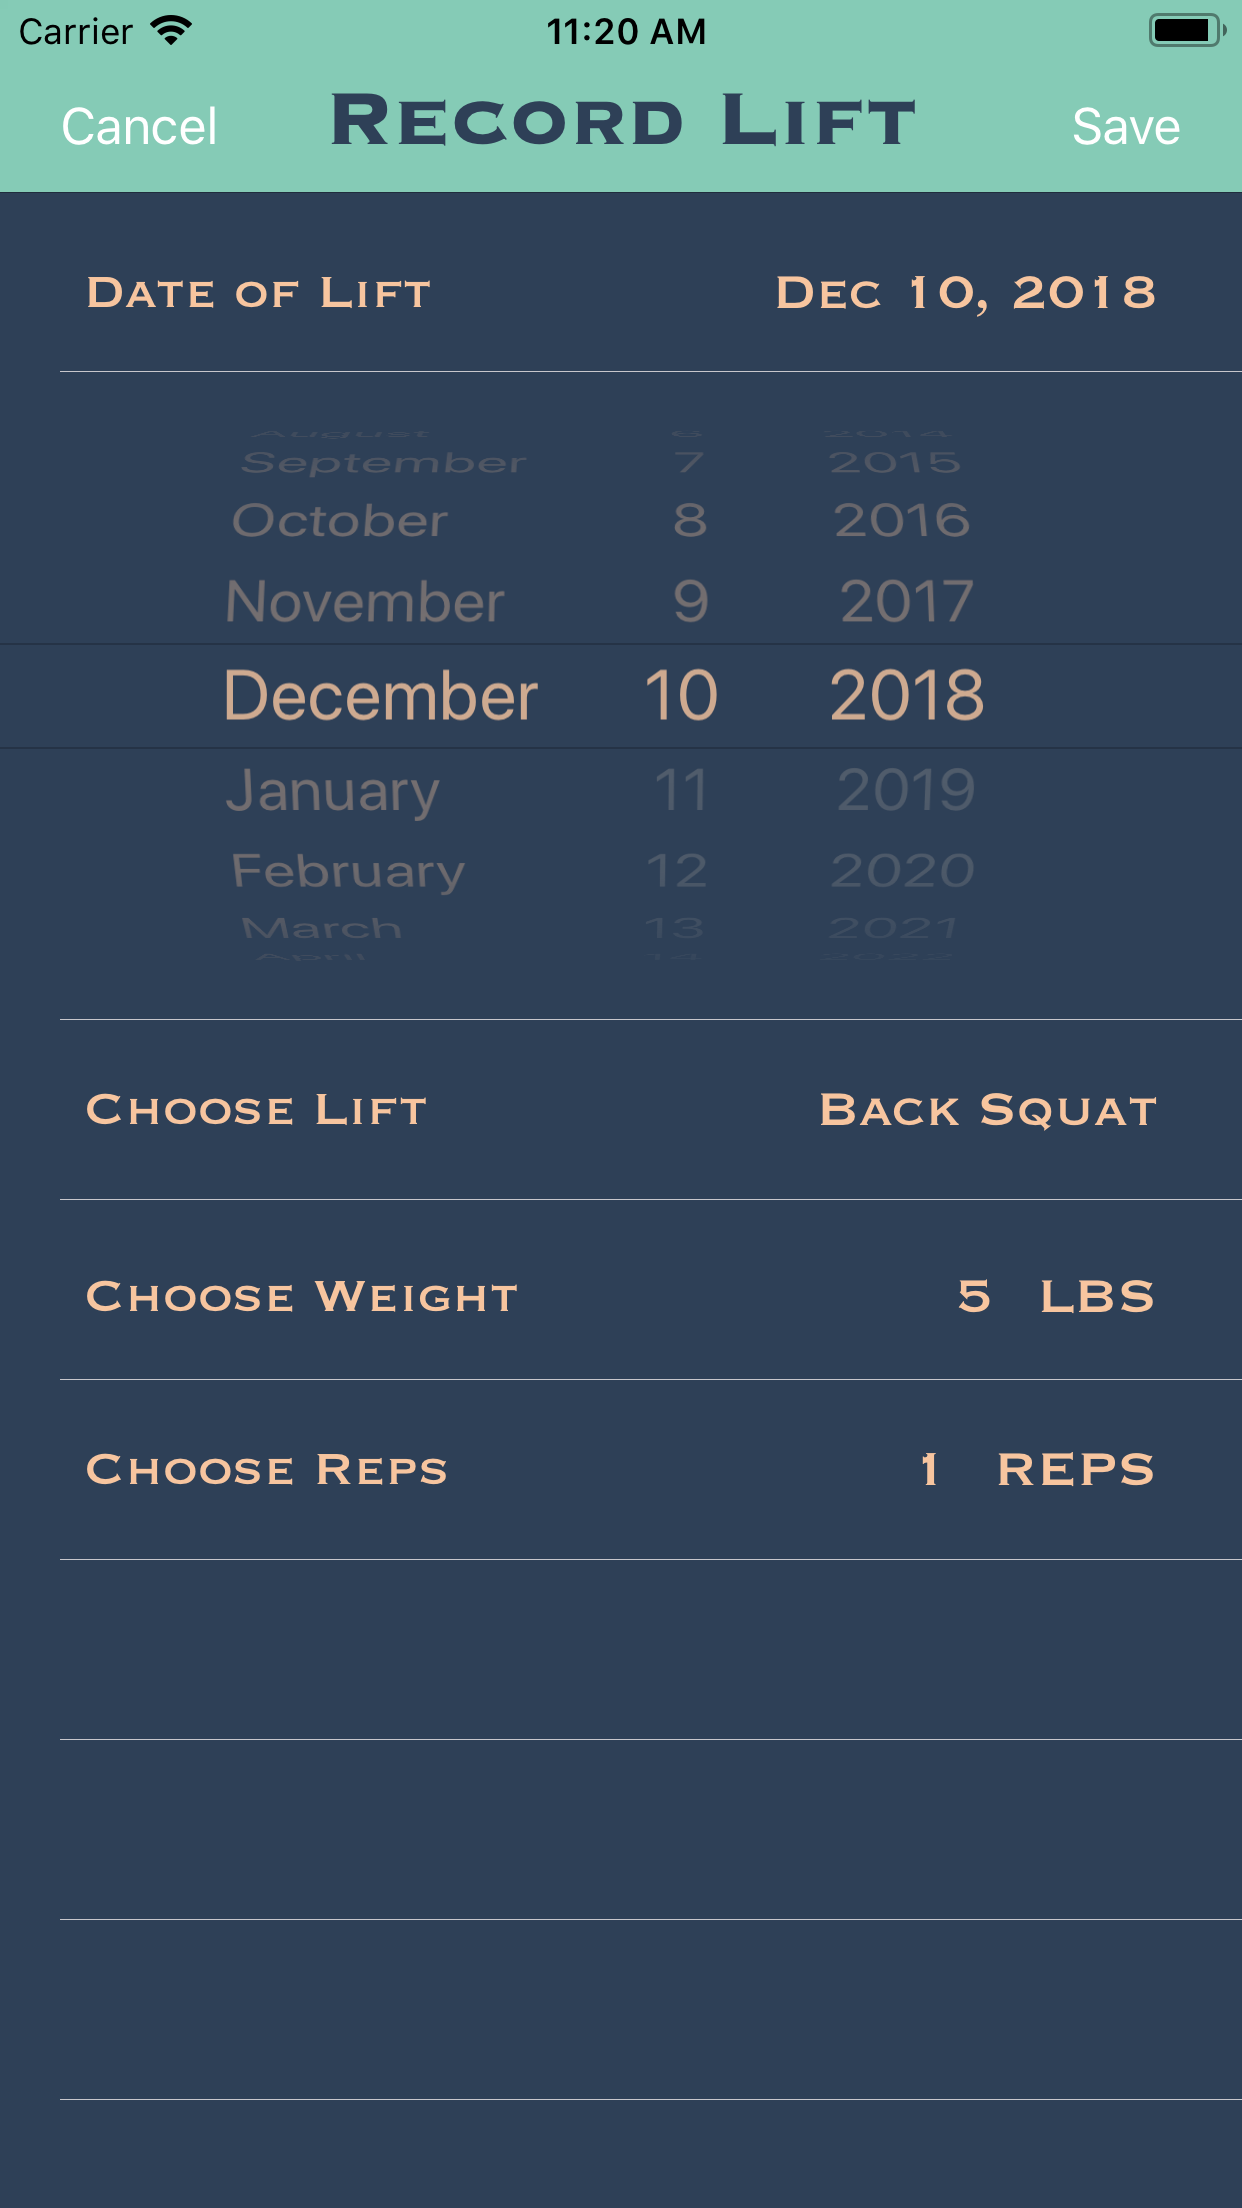 Carrier 11:20 AM
Cancel Record Lift Save
Date of Lift Dec 10, 2018
August 6 2014
September 7 2015
October 8 2016
November 9 2017
December 10 2018
January 11 2019
February 12 2020
March 13 2021
April 14 2022
Choose Lift Back Squat
Choose Weight 5 LBS
Choose Reps 1 REPS